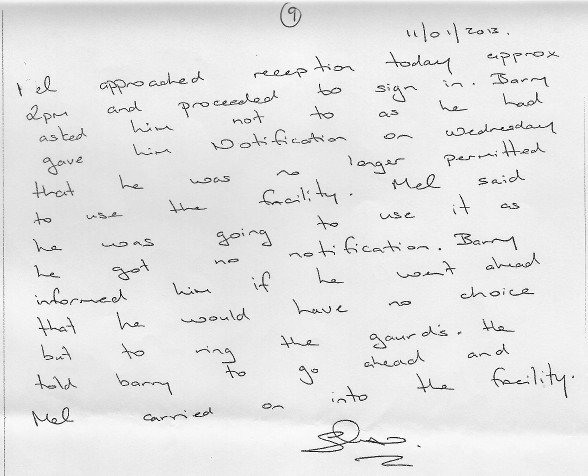 9
11/01/2013.
Mel approached reception today approx
2pm and proceeded to sign in. Barry
asked him not to as he had
gave him Notification on Wednesday
that he was no longer permitted
to use the facility. Mel said
he was going to use it as
he got no notification. Barry
informed him if he went ahead
that he would have no choice
but to ring the gaurds. He
told barry to go ahead and
Mel carried on into the facility.